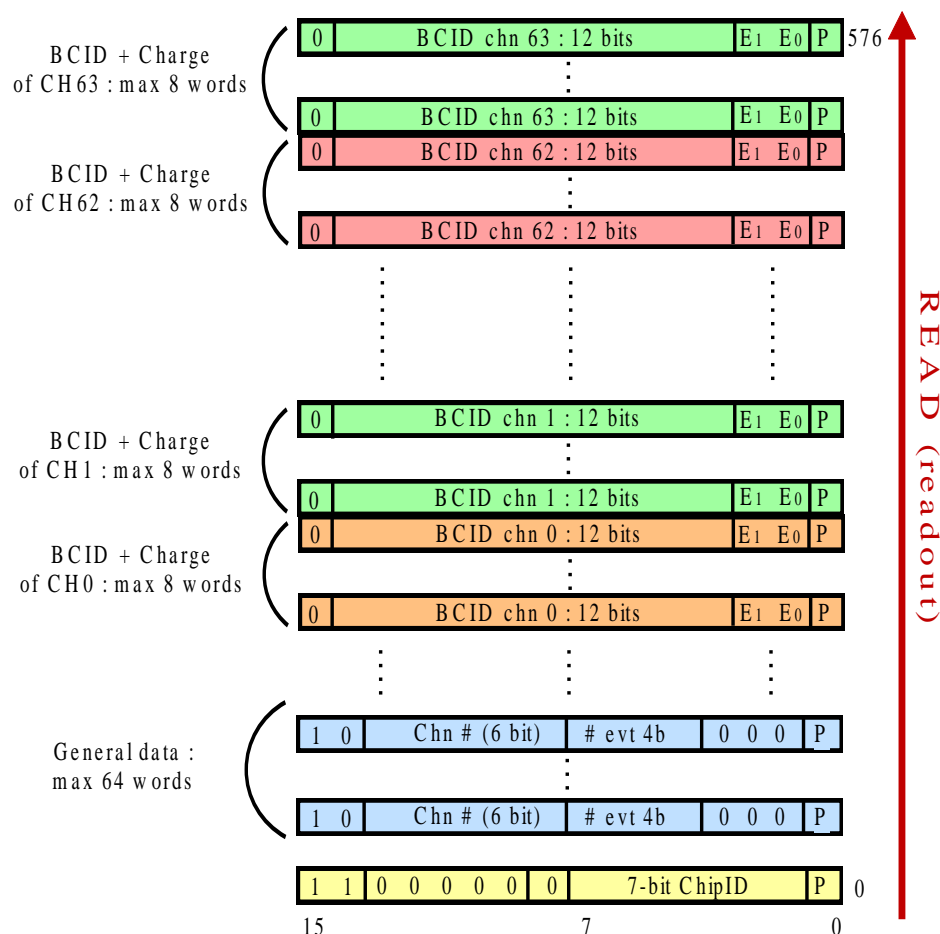 BCID + Charge
of CH63 : max 8 words
0 BCID chn 63 : 12 bits E1 E0 P 576
0 BCID chn 63 : 12 bits E1 E0 P
BCID + Charge
of CH62 : max 8 words
0 BCID chn 62 : 12 bits E1 E0 P
0 BCID chn 62 : 12 bits E1 E0 P
BCID + Charge
of CH1 : max 8 words
0 BCID chn 1 : 12 bits E1 E0 P
0 BCID chn 1 : 12 bits E1 E0 P
BCID + Charge
of CH0 : max 8 words
0 BCID chn 0 : 12 bits E1 E0 P
0 BCID chn 0 : 12 bits E1 E0 P
General data :
max 64 words
1 0 Chn # (6 bit) # evt 4b 0 0 0 P
1 0 Chn # (6 bit) # evt 4b 0 0 0 P
1 1 0 0 0 0 0 0 7-bit ChipID P 0
15 7 0
READ (readout)